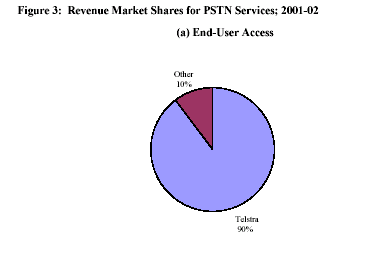 Figure 3: Revenue Market Shares for PSTN Services; 2001-02
(a) End-User Access
Other
10%
Telstra
90%